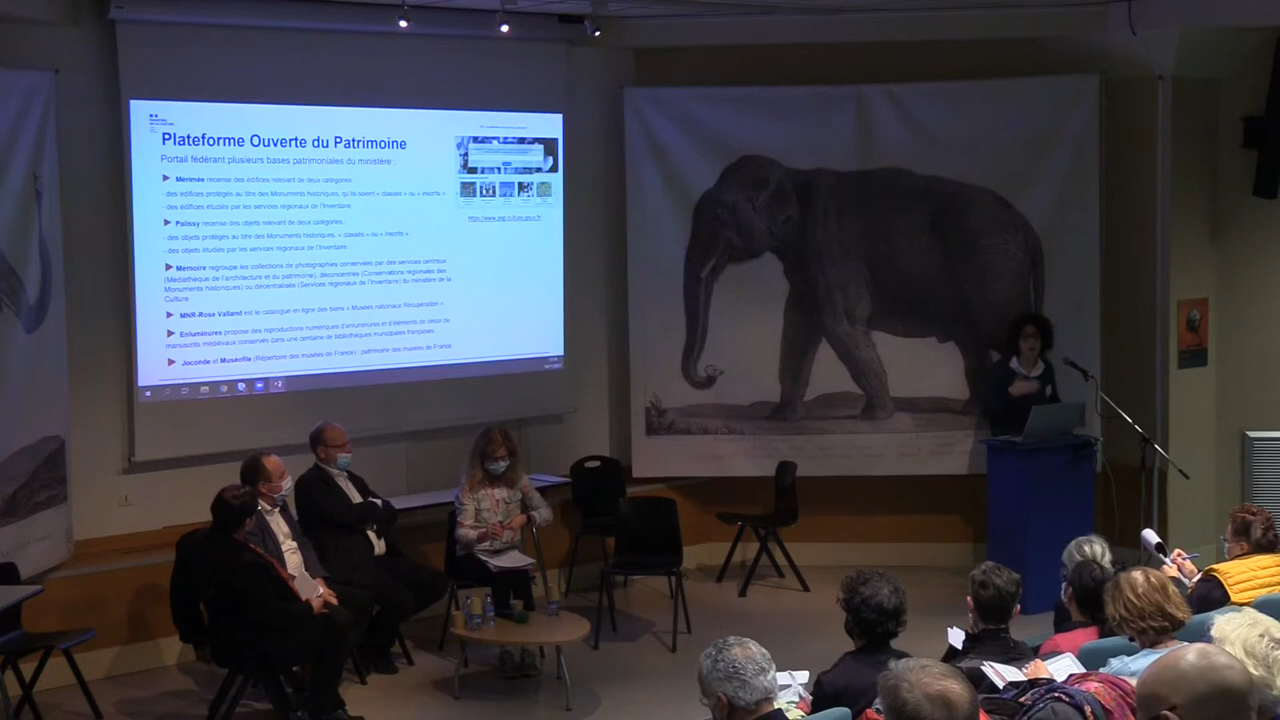 MINISTÈRE
DE LA CULTURE
Plateforme Ouverte du Patrimoine
Portail fédérant plusieurs bases patrimoniales du ministère :
Mérimée recense des édifices relevant de deux catégories :
- des édifices protégés au titre des Monuments historiques, qu'ils soient « classés » ou « inscrits »
- des édifices étudiés par les services régionaux de l'Inventaire.
Palissy recense des objets relevant de deux catégories :
- des objets protégés au titre des Monuments historiques, « classés » ou « inscrits »
- des objets étudiés par les services régionaux de l'Inventaire.
Mémoire regroupe les collections de photographies conservées par des services centraux
(Médiathèque de l'architecture et du patrimoine), déconcentrés (Conservations régionales des
Monuments historiques) ou décentralisés (Services régionaux de l'Inventaire) du ministère de la
Culture
MNR-Rose Valland est le catalogue en ligne des biens « Musées nationaux Récupération »
Enluminures propose des reproductions numériques d'enluminures et d'éléments de décor de
manuscrits médiévaux conservés dans une centaine de bibliothèques municipales françaises.
Joconde et Muséofile (Répertoire des musées de France) : patrimoine des musées de France
https://www.pop.culture.gouv.fr/